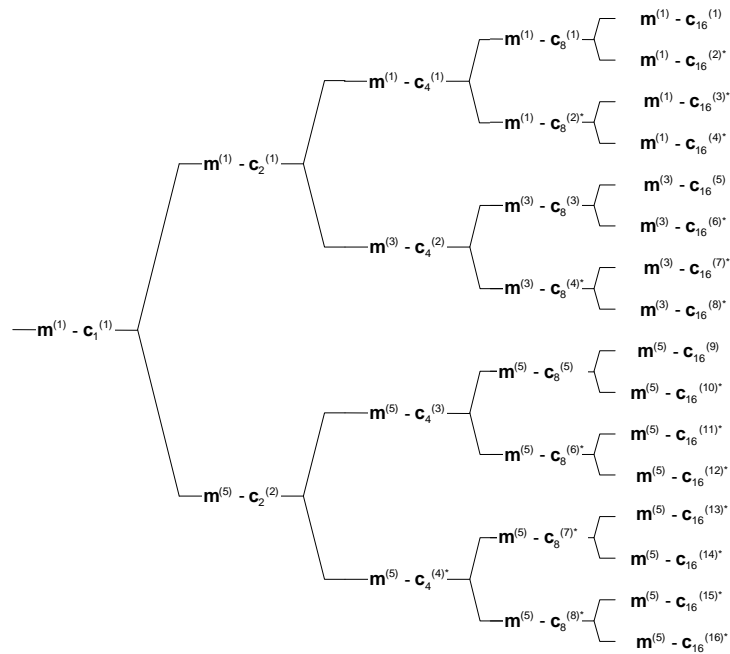 m(1) - c1(1)
m(1) - c2(1)
m(5) - c2(2)
m(1) - c4(1)
m(3) - c4(2)
m(5) - c4(3)
m(5) - c4(4)*
m(1) - c8(1)
m(1) - c8(2)*
m(3) - c8(3)
m(3) - c8(4)*
m(5) - c8(5)
m(5) - c8(6)*
m(5) - c8(7)*
m(5) - c8(8)*
m(1) - c16(1)
m(1) - c16(2)*
m(1) - c16(3)*
m(1) - c16(4)*
m(3) - c16(5)
m(3) - c16(6)*
m(3) - c16(7)*
m(3) - c16(8)*
m(5) - c16(9)
m(5) - c16(10)*
m(5) - c16(11)*
m(5) - c16(12)*
m(5) - c16(13)*
m(5) - c16(14)*
m(5) - c16(15)*
m(5) - c16(16)*